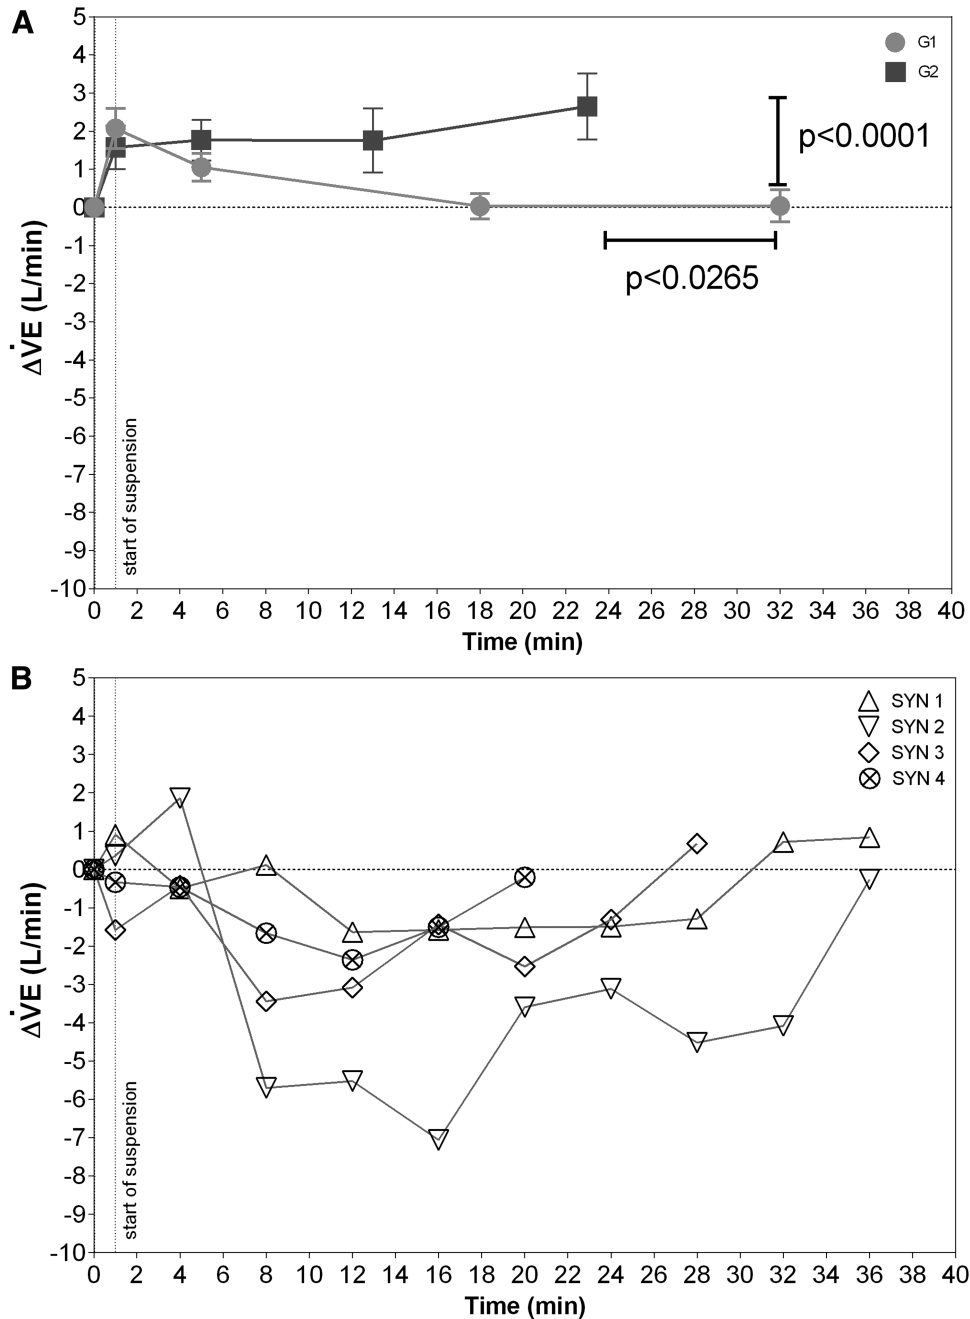 A
5
4
3
2
1
0
-1
-2
-3
-4
-5
-6
-7
-8
-9
-10
ΔV̇E (L/min)
start of suspension
G1
G2
p<0.0001
p<0.0265
0 2 4 6 8 10 12 14 16 18 20 22 24 26 28 30 32 34 36 38 40
Time (min)
B
5
4
3
2
1
0
-1
-2
-3
-4
-5
-6
-7
-8
-9
-10
ΔV̇E (L/min)
start of suspension
SYN 1
SYN 2
SYN 3
SYN 4
0 2 4 6 8 10 12 14 16 18 20 22 24 26 28 30 32 34 36 38 40
Time (min)